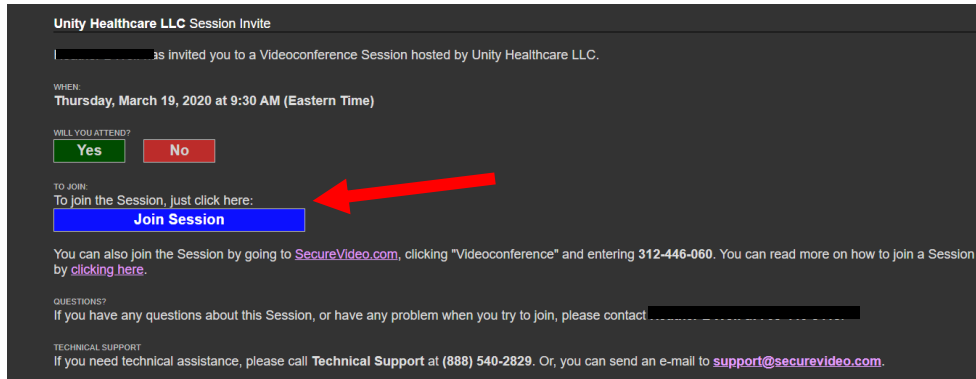 Unity Healthcare LLC Session Invite
as invited you to a Videoconference Session hosted by Unity Healthcare LLC.
WHEN:
Thursday, March 19, 2020 at 9:30 AM (Eastern Time)
WILL YOU ATTEND?
Yes No
TO JOIN:
To join the Session, just click here:
Join Session
You can also join the Session by going to SecureVideo.com, clicking "Videoconference" and entering 312-446-060. You can read more on how to join a Session
by clicking here.
QUESTIONS?
If you have any questions about this Session, or have any problem when you try to join, please contact
TECHNICAL SUPPORT
If you need technical assistance, please call Technical Support at (888) 540-2829. Or, you can send an e-mail to support@securevideo.com.